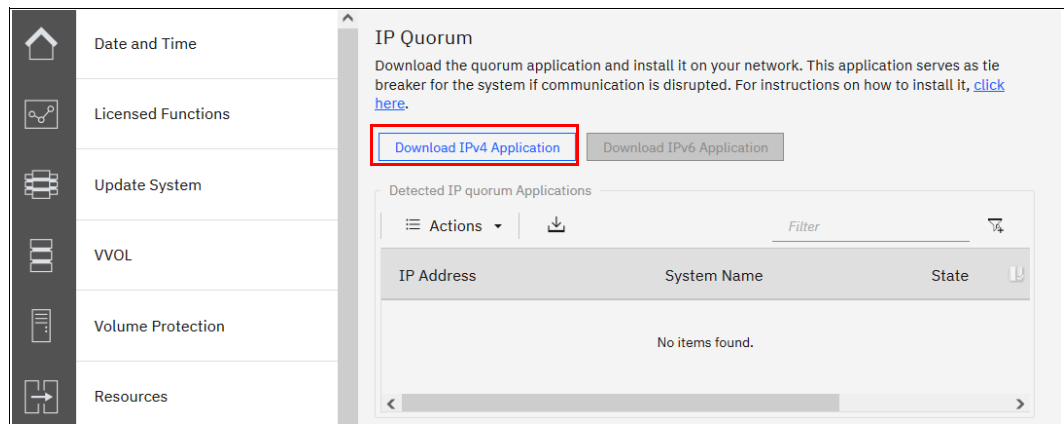 Date and Time
Licensed Functions
Update System
VVOL
Volume Protection
Resources
IP Quorum
Download the quorum application and install it on your network. This application serves as tie
breaker for the system if communication is disrupted. For instructions on how to install it, click
here.
Download IPv4 Application
Download IPv6 Application
Detected IP quorum Applications
Actions
Filter
IP Address
System Name
State
No items found.